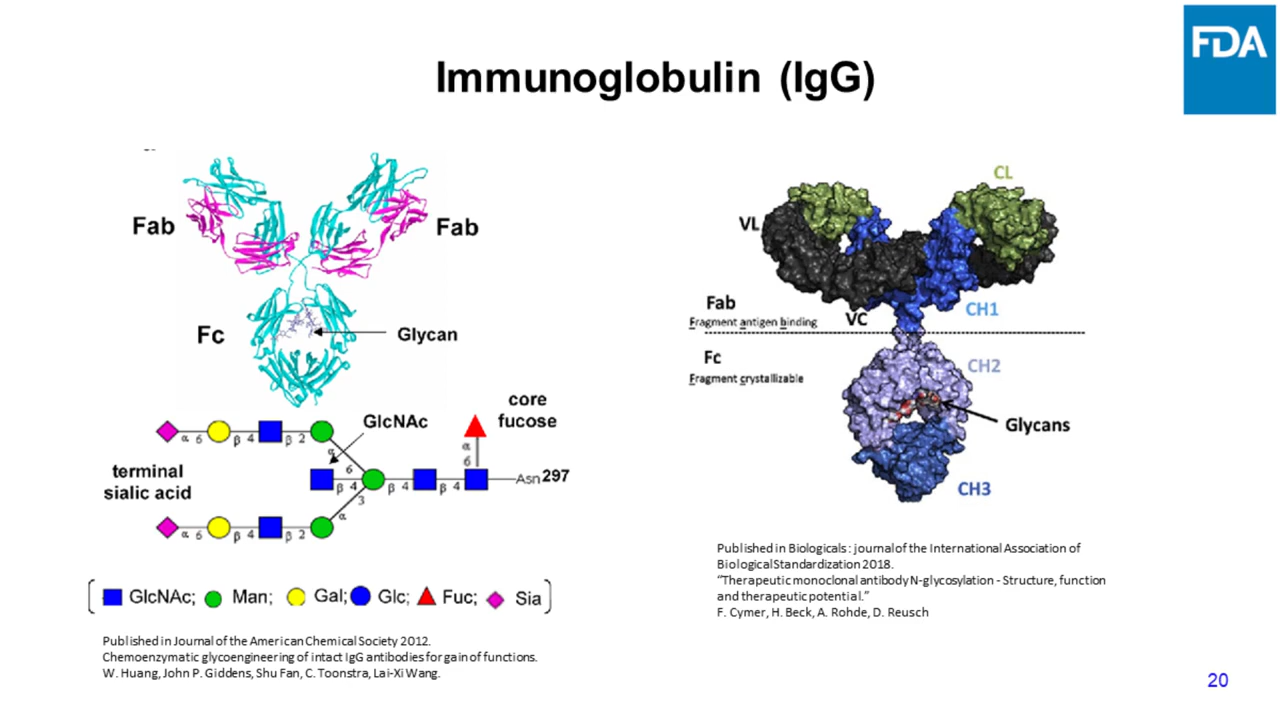 FDA
Immunoglobulin (IgG)
Fab
Fab
Fc
Glycan
core
fucose
GlcNAc
terminal
sialic acid
α 6 β 4 β 2
α
6
β 4
3
α
β 4 β 4
α
6
Asn 297
α 6 β 4 β 2
GlcNAc; Man; Gal; Glc; Fuc; Sia
Published in Journal of the American Chemical Society 2012.
Chemoenzymatic glycoengineering of intact IgG antibodies for gain of functions.
W. Huang, John P. Giddens, Shu Fan, C. Toonstra, Lai-Xi Wang.
CL
VL
Fab
Fragment antigen binding
VC
CH1
Fc
Fragment crystallizable
CH2
Glycans
CH3
Published in Biologicals : journal of the International Association of
Biological Standardization 2018.
“Therapeutic monoclonal antibody N-glycosylation - Structure, function
and therapeutic potential.”
F. Cymer, H. Beck, A. Rohde, D. Reusch
20